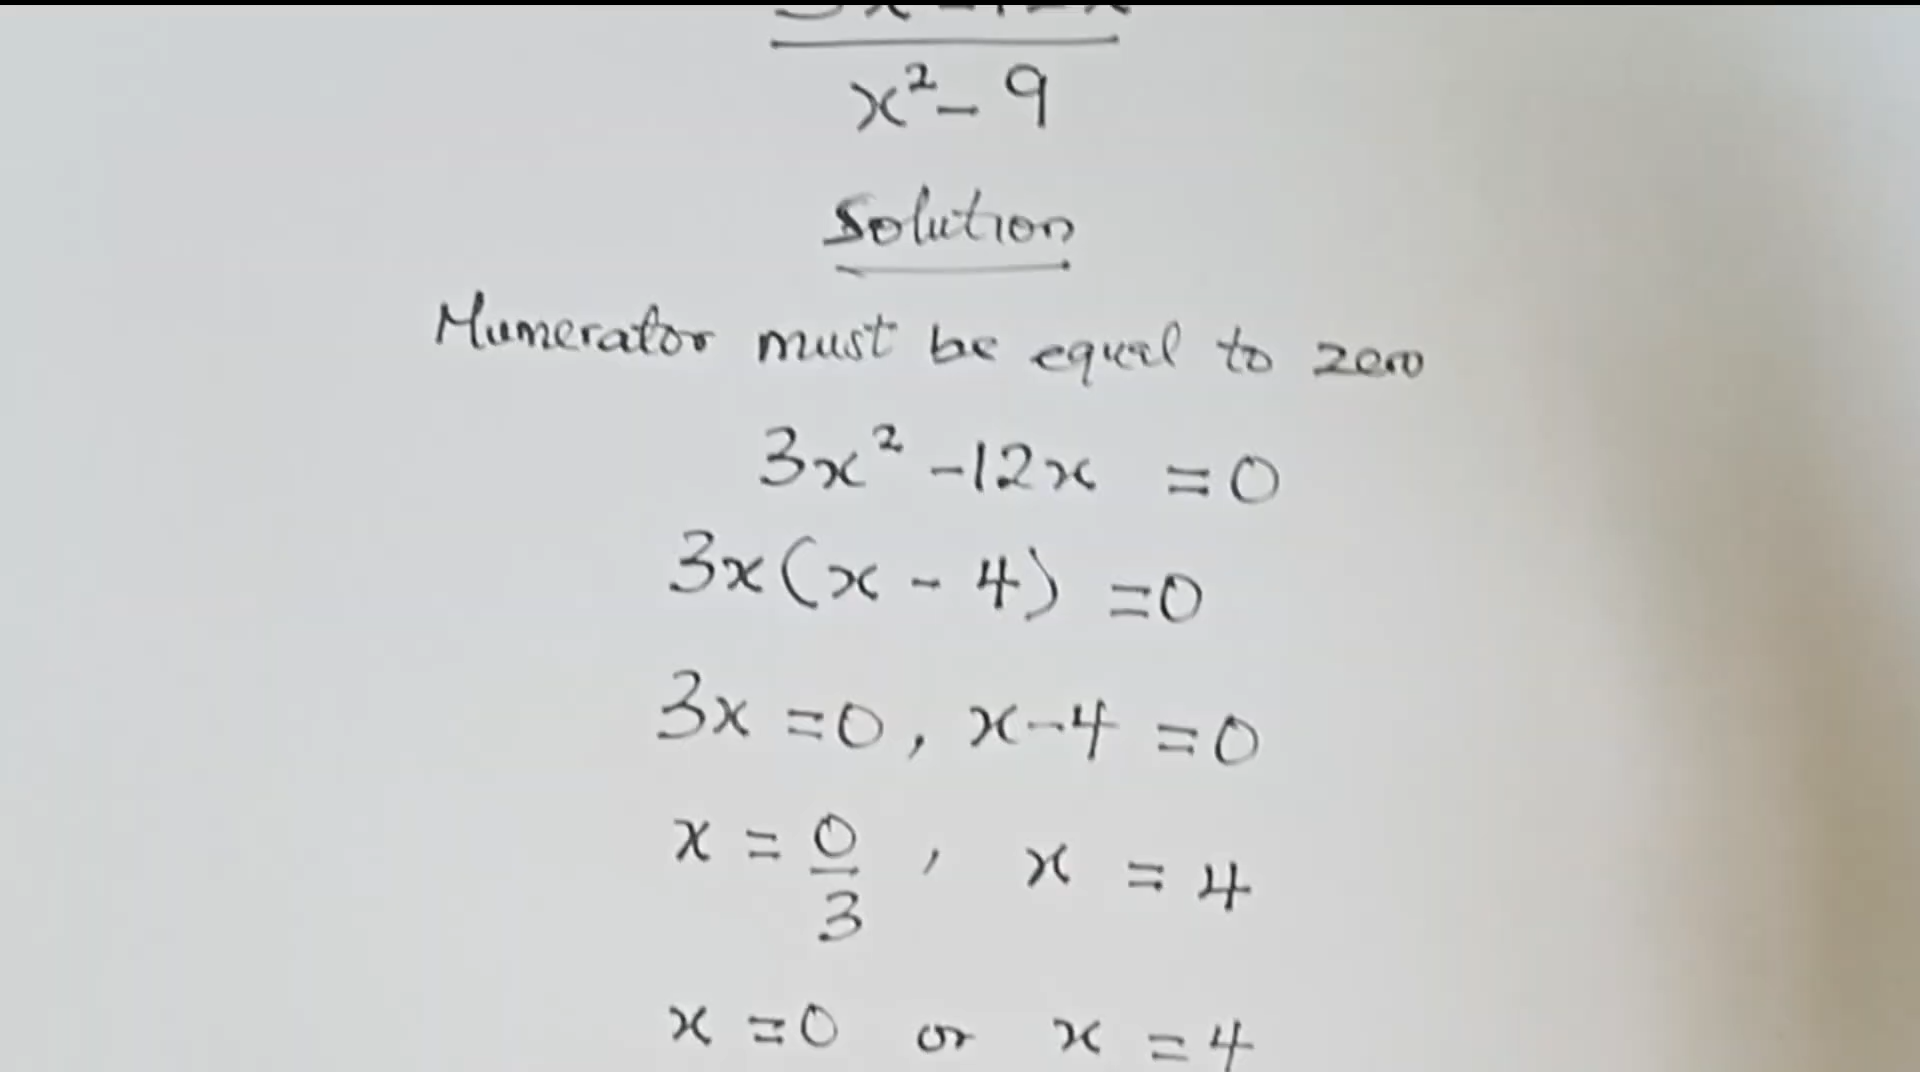 x² - 9
Solution
Numerator must be equal to zero
3x² - 12x = 0
3x(x - 4) = 0
3x = 0, x - 4 = 0
x = 0/3, x = 4
x = 0 or x = 4